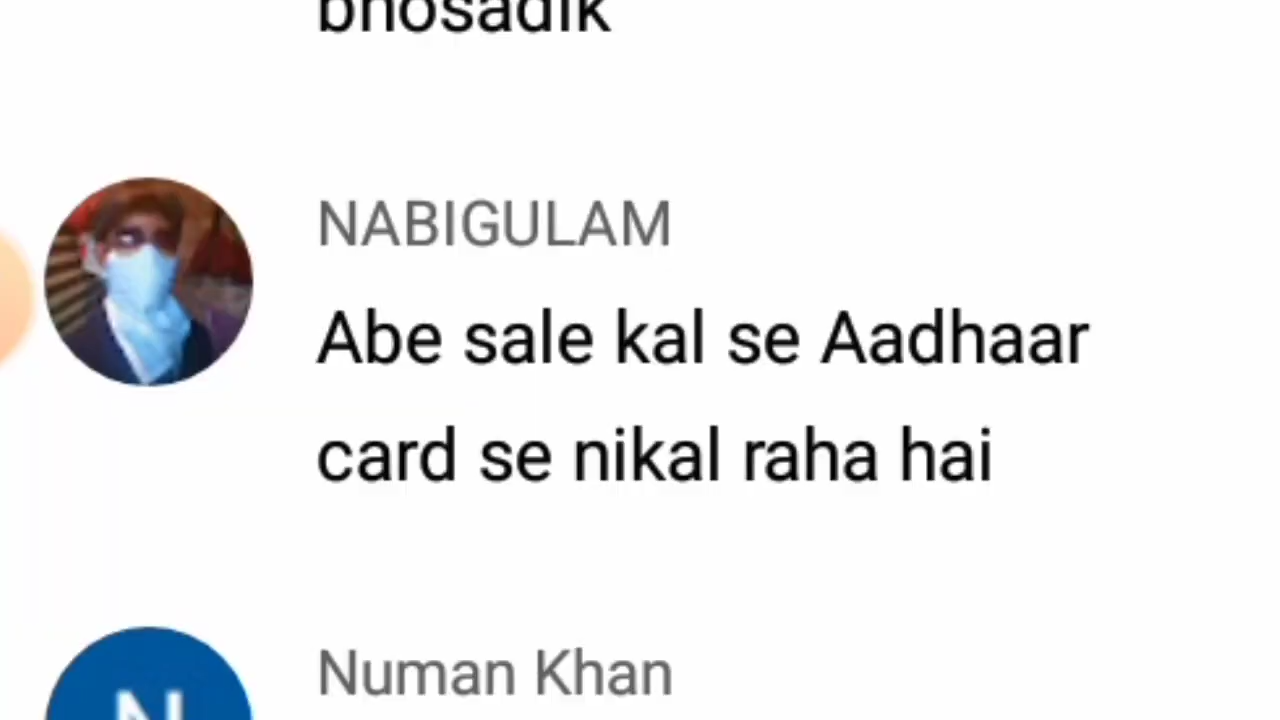 bhosadik
NABIGULAM
Abe sale kal se Aadhaar
card se nikal raha hai
Numan Khan
N